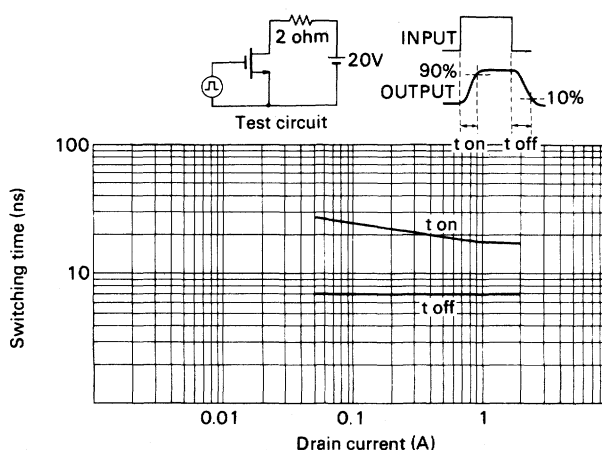 2 ohm
20V
Test circuit
INPUT
90%
OUTPUT
10%
t on t off
100
10
t on
t off
0.01 0.1 1
Switching time (ns)
Drain current (A)